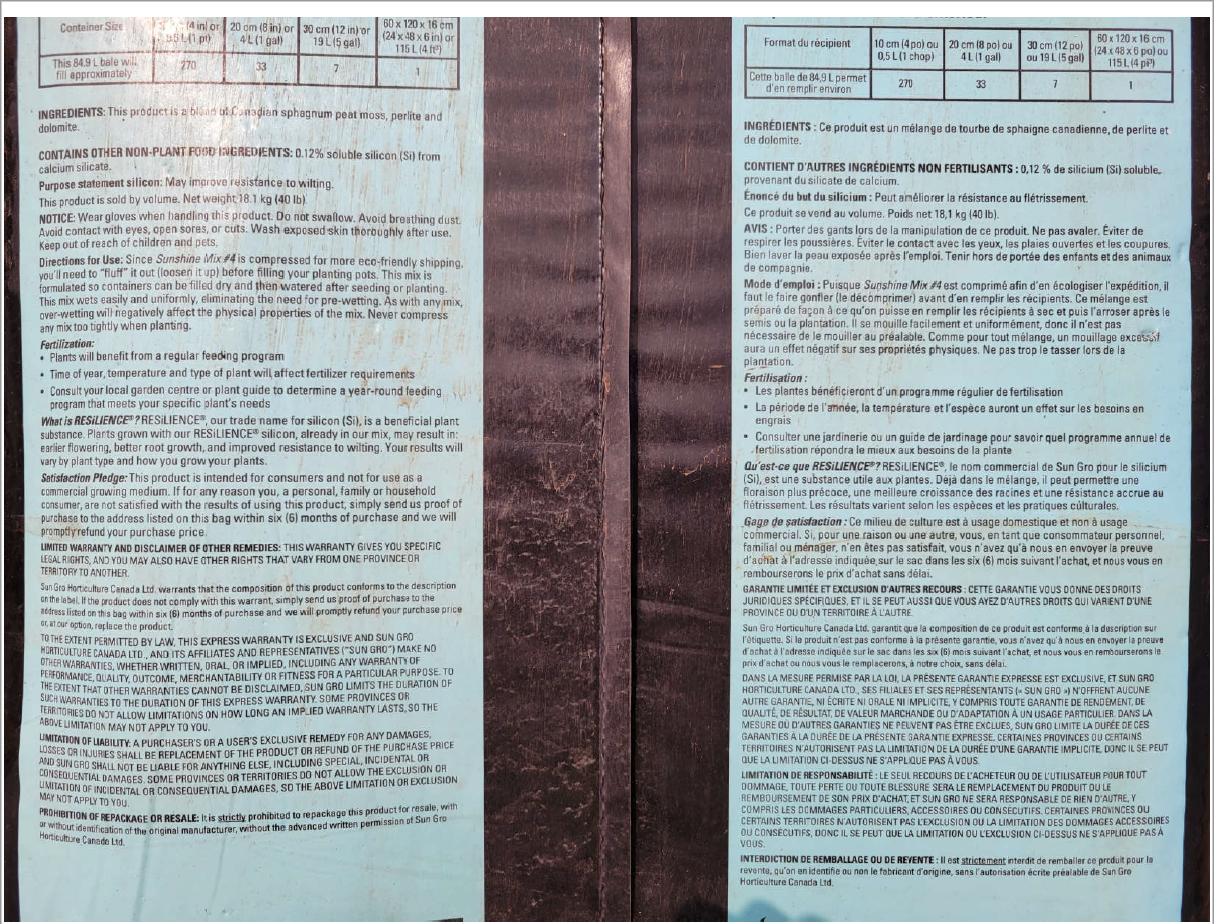 Container Size
(4 in) or
0.5 L (1 pt)
20 cm (8 in) or
4 L (1 gal)
30 cm (12 in) or
19 L (5 gal)
60 x 120 x 16 cm
(24 x 48 x 6 in) or
115 L (4 ft³)
This 84.9 L bale will
fill approximately
270
33
7
1
INGREDIENTS: This product is a blend of Canadian sphagnum peat moss, perlite and
dolomite.
CONTAINS OTHER NON-PLANT FOOD INGREDIENTS: 0.12% soluble silicon (Si) from
calcium silicate.
Purpose statement silicon: May improve resistance to wilting.
This product is sold by volume. Net weight 18.1 kg (40 lb).
NOTICE: Wear gloves when handling this product. Do not swallow. Avoid breathing dust.
Avoid contact with eyes, open sores, or cuts. Wash exposed skin thoroughly after use.
Keep out of reach of children and pets.
Directions for Use: Since Sunshine Mix #4 is compressed for more eco-friendly shipping,
you'll need to "fluff" it out (loosen it up) before filling your planting pots. This mix is
formulated so containers can be filled dry and then watered after seeding or planting.
This mix wets easily and uniformly, eliminating the need for pre-wetting. As with any mix,
over-wetting will negatively affect the physical properties of the mix. Never compress
any mix too tightly when planting.
Fertilization:
• Plants will benefit from a regular feeding program
• Time of year, temperature and type of plant will affect fertilizer requirements
• Consult your local garden centre or plant guide to determine a year-round feeding
program that meets your specific plant's needs
What is RESiLIENCE®? RESiLIENCE®, our trade name for silicon (Si), is a beneficial plant
substance. Plants grown with our RESiLIENCE® silicon, already in our mix, may result in:
earlier flowering, better root growth, and improved resistance to wilting. Your results will
vary by plant type and how you grow your plants.
Satisfaction Pledge: This product is intended for consumers and not for use as a
commercial growing medium. If for any reason you, a personal, family or household
consumer, are not satisfied with the results of using this product, simply send us proof of
purchase to the address listed on this bag within six (6) months of purchase and we will
promptly refund your purchase price.
LIMITED WARRANTY AND DISCLAIMER OF OTHER REMEDIES: THIS WARRANTY GIVES YOU SPECIFIC
LEGAL RIGHTS, AND YOU MAY ALSO HAVE OTHER RIGHTS THAT VARY FROM ONE PROVINCE OR
TERRITORY TO ANOTHER.
Sun Gro Horticulture Canada Ltd. warrants that the composition of this product conforms to the description
on the label. If the product does not comply with this warrant, simply send us proof of purchase to the
address listed on this bag within six (6) months of purchase and we will promptly refund your purchase price
or, at our option, replace the product.
TO THE EXTENT PERMITTED BY LAW, THIS EXPRESS WARRANTY IS EXCLUSIVE AND SUN GRO
HORTICULTURE CANADA LTD., AND ITS AFFILIATES AND REPRESENTATIVES ("SUN GRO") MAKE NO
OTHER WARRANTIES, WHETHER WRITTEN, ORAL, OR IMPLIED, INCLUDING ANY WARRANTY OF
PERFORMANCE, QUALITY, OUTCOME, MERCHANTABILITY OR FITNESS FOR A PARTICULAR PURPOSE. TO
THE EXTENT THAT OTHER WARRANTIES CANNOT BE DISCLAIMED, SUN GRO LIMITS THE DURATION OF
SUCH WARRANTIES TO THE DURATION OF THIS EXPRESS WARRANTY. SOME PROVINCES OR
TERRITORIES DO NOT ALLOW LIMITATIONS ON HOW LONG AN IMPLIED WARRANTY LASTS, SO THE
ABOVE LIMITATION MAY NOT APPLY TO YOU.
LIMITATION OF LIABILITY: A PURCHASER'S OR A USER'S EXCLUSIVE REMEDY FOR ANY DAMAGES,
LOSSES OR INJURIES SHALL BE REPLACEMENT OF THE PRODUCT OR REFUND OF THE PURCHASE PRICE
AND SUN GRO SHALL NOT BE LIABLE FOR ANYTHING ELSE, INCLUDING SPECIAL, INCIDENTAL OR
CONSEQUENTIAL DAMAGES. SOME PROVINCES OR TERRITORIES DO NOT ALLOW THE EXCLUSION OR
LIMITATION OF INCIDENTAL OR CONSEQUENTIAL DAMAGES, SO THE ABOVE LIMITATION OR EXCLUSION
MAY NOT APPLY TO YOU.
PROHIBITION OF REPACKAGE OR RESALE: It is strictly prohibited to repackage this product for resale, with
or without identification of the original manufacturer, without the advanced written permission of Sun Gro
Horticulture Canada Ltd.
Format du récipient
10 cm (4 po) ou
0,5 L (1 chop)
20 cm (8 po) ou
4 L (1 gal)
30 cm (12 po)
ou 19 L (5 gal)
60 x 120 x 16 cm
(24 x 48 x 6 po) ou
115 L (4 pi³)
Cette balle de 84,9 L permet
d'en remplir environ
270
33
7
1
INGRÉDIENTS : Ce produit est un mélange de tourbe de sphaigne canadienne, de perlite et
de dolomite.
CONTIENT D'AUTRES INGRÉDIENTS NON FERTILISANTS : 0,12 % de silicium (Si) soluble,
provenant du silicate de calcium.
Énoncé du but du silicium : Peut améliorer la résistance au flétrissement.
Ce produit se vend au volume. Poids net 18,1 kg (40 lb).
AVIS : Porter des gants lors de la manipulation de ce produit. Ne pas avaler. Éviter de
respirer les poussières. Éviter le contact avec les yeux, les plaies ouvertes et les coupures.
Bien laver la peau exposée après l'emploi. Tenir hors de portée des enfants et des animaux
de compagnie.
Mode d'emploi : Puisque Sunshine Mix #4 est comprimé afin d'en écologiser l'expédition, il
faut le faire gonfler (le décomprimer) avant d'en remplir les récipients. Ce mélange est
préparé de façon à ce qu'on puisse en remplir les récipients à sec et puis l'arroser après le
semis ou la plantation. Il se mouille facilement et uniformément, donc il n'est pas
nécessaire de le mouiller au préalable. Comme pour tout mélange, un mouillage excessif
aura un effet négatif sur ses propriétés physiques. Ne pas trop le tasser lors de la
plantation.
Fertilisation :
• Les plantes bénéficieront d'un programme régulier de fertilisation
• La période de l'année, la température et l'espèce auront un effet sur les besoins en
engrais
• Consulter une jardinerie ou un guide de jardinage pour savoir quel programme annuel de
fertilisation répondra le mieux aux besoins de la plante
Qu'est-ce que RESiLIENCE®? RESiLIENCE®, le nom commercial de Sun Gro pour le silicium
(Si), est une substance utile aux plantes. Déjà dans le mélange, il peut permettre une
floraison plus précoce, une meilleure croissance des racines et une résistance accrue au
flétrissement. Les résultats varient selon les espèces et les pratiques culturales.
Gage de satisfaction : Ce milieu de culture est à usage domestique et non à usage
commercial. Si, pour une raison ou une autre, vous, en tant que consommateur personnel,
familial ou ménager, n'en êtes pas satisfait, vous n'avez qu'à nous en envoyer la preuve
d'achat à l'adresse indiquée sur le sac dans les six (6) mois suivant l'achat, et nous vous en
rembourserons le prix d'achat sans délai.
GARANTIE LIMITÉE ET EXCLUSION D'AUTRES RECOURS : CETTE GARANTIE VOUS DONNE DES DROITS
JURIDIQUES SPÉCIFIQUES, ET IL SE PEUT AUSSI QUE VOUS AYEZ D'AUTRES DROITS QUI VARIENT D'UNE
PROVINCE OU D'UN TERRITOIRE À L'AUTRE.
Sun Gro Horticulture Canada Ltd. garantit que la composition de ce produit est conforme à la description sur
l'étiquette. Si le produit n'est pas conforme à la présente garantie, vous n'avez qu'à nous en envoyer la preuve
d'achat à l'adresse indiquée sur le sac dans les six (6) mois suivant l'achat, et nous vous en rembourserons le
prix d'achat ou nous vous le remplacerons, à notre choix, sans délai.
DANS LA MESURE PERMISE PAR LA LOI, LA PRÉSENTE GARANTIE EXPRESSE EST EXCLUSIVE, ET SUN GRO
HORTICULTURE CANADA LTD., SES FILIALES ET SES REPRÉSENTANTS (« SUN GRO ») N'OFFRENT AUCUNE
AUTRE GARANTIE, NI ÉCRITE NI ORALE NI IMPLICITE, Y COMPRIS TOUTE GARANTIE DE RENDEMENT, DE
QUALITÉ, DE RÉSULTAT, DE VALEUR MARCHANDE OU D'ADAPTATION À UN USAGE PARTICULIER. DANS LA
MESURE OÙ D'AUTRES GARANTIES NE PEUVENT PAS ÊTRE EXCLUES, SUN GRO LIMITE LA DURÉE DE CES
GARANTIES À LA DURÉE DE LA PRÉSENTE GARANTIE EXPRESSE. CERTAINES PROVINCES OU CERTAINS
TERRITOIRES N'AUTORISENT PAS LA LIMITATION DE LA DURÉE D'UNE GARANTIE IMPLICITE, DONC IL SE PEUT
QUE LA LIMITATION CI-DESSUS NE S'APPLIQUE PAS À VOUS.
LIMITATION DE RESPONSABILITÉ : LE SEUL RECOURS DE L'ACHETEUR OU DE L'UTILISATEUR POUR TOUT
DOMMAGE, TOUTE PERTE OU TOUTE BLESSURE SERA LE REMPLACEMENT DU PRODUIT OU LE
REMBOURSEMENT DE SON PRIX D'ACHAT, ET SUN GRO NE SERA RESPONSABLE DE RIEN D'AUTRE, Y
COMPRIS LES DOMMAGES PARTICULIERS, ACCESSOIRES OU CONSÉCUTIFS. CERTAINES PROVINCES OU
CERTAINS TERRITOIRES N'AUTORISENT PAS L'EXCLUSION OU LA LIMITATION DES DOMMAGES ACCESSOIRES
OU CONSÉCUTIFS, DONC IL SE PEUT QUE LA LIMITATION OU L'EXCLUSION CI-DESSUS NE S'APPLIQUE PAS À
VOUS.
INTERDICTION DE REMBALLAGE OU DE REVENTE : Il est strictement interdit de remballer ce produit pour la
revente, qu'on en identifie ou non le fabricant d'origine, sans l'autorisation écrite préalable de Sun Gro
Horticulture Canada Ltd.